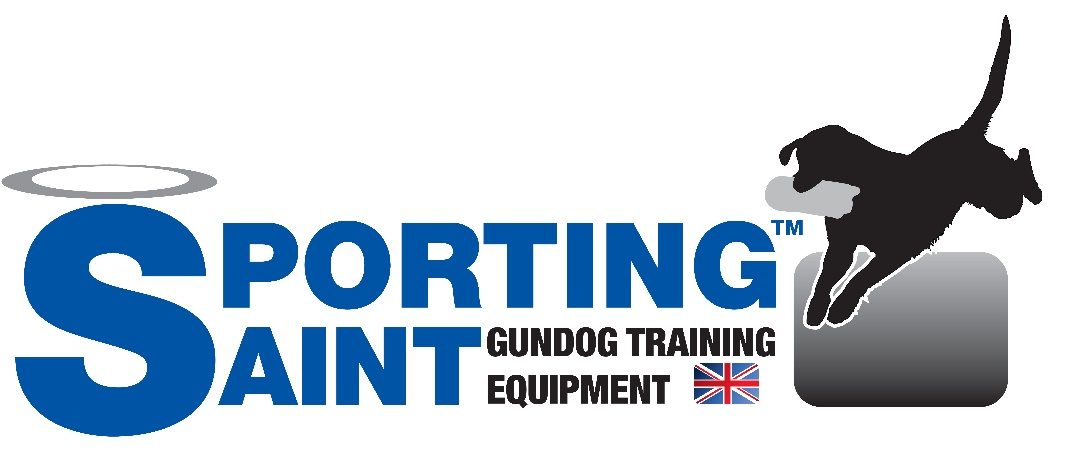 SPORTING™
SAINT
GUNDOG TRAINING
EQUIPMENT